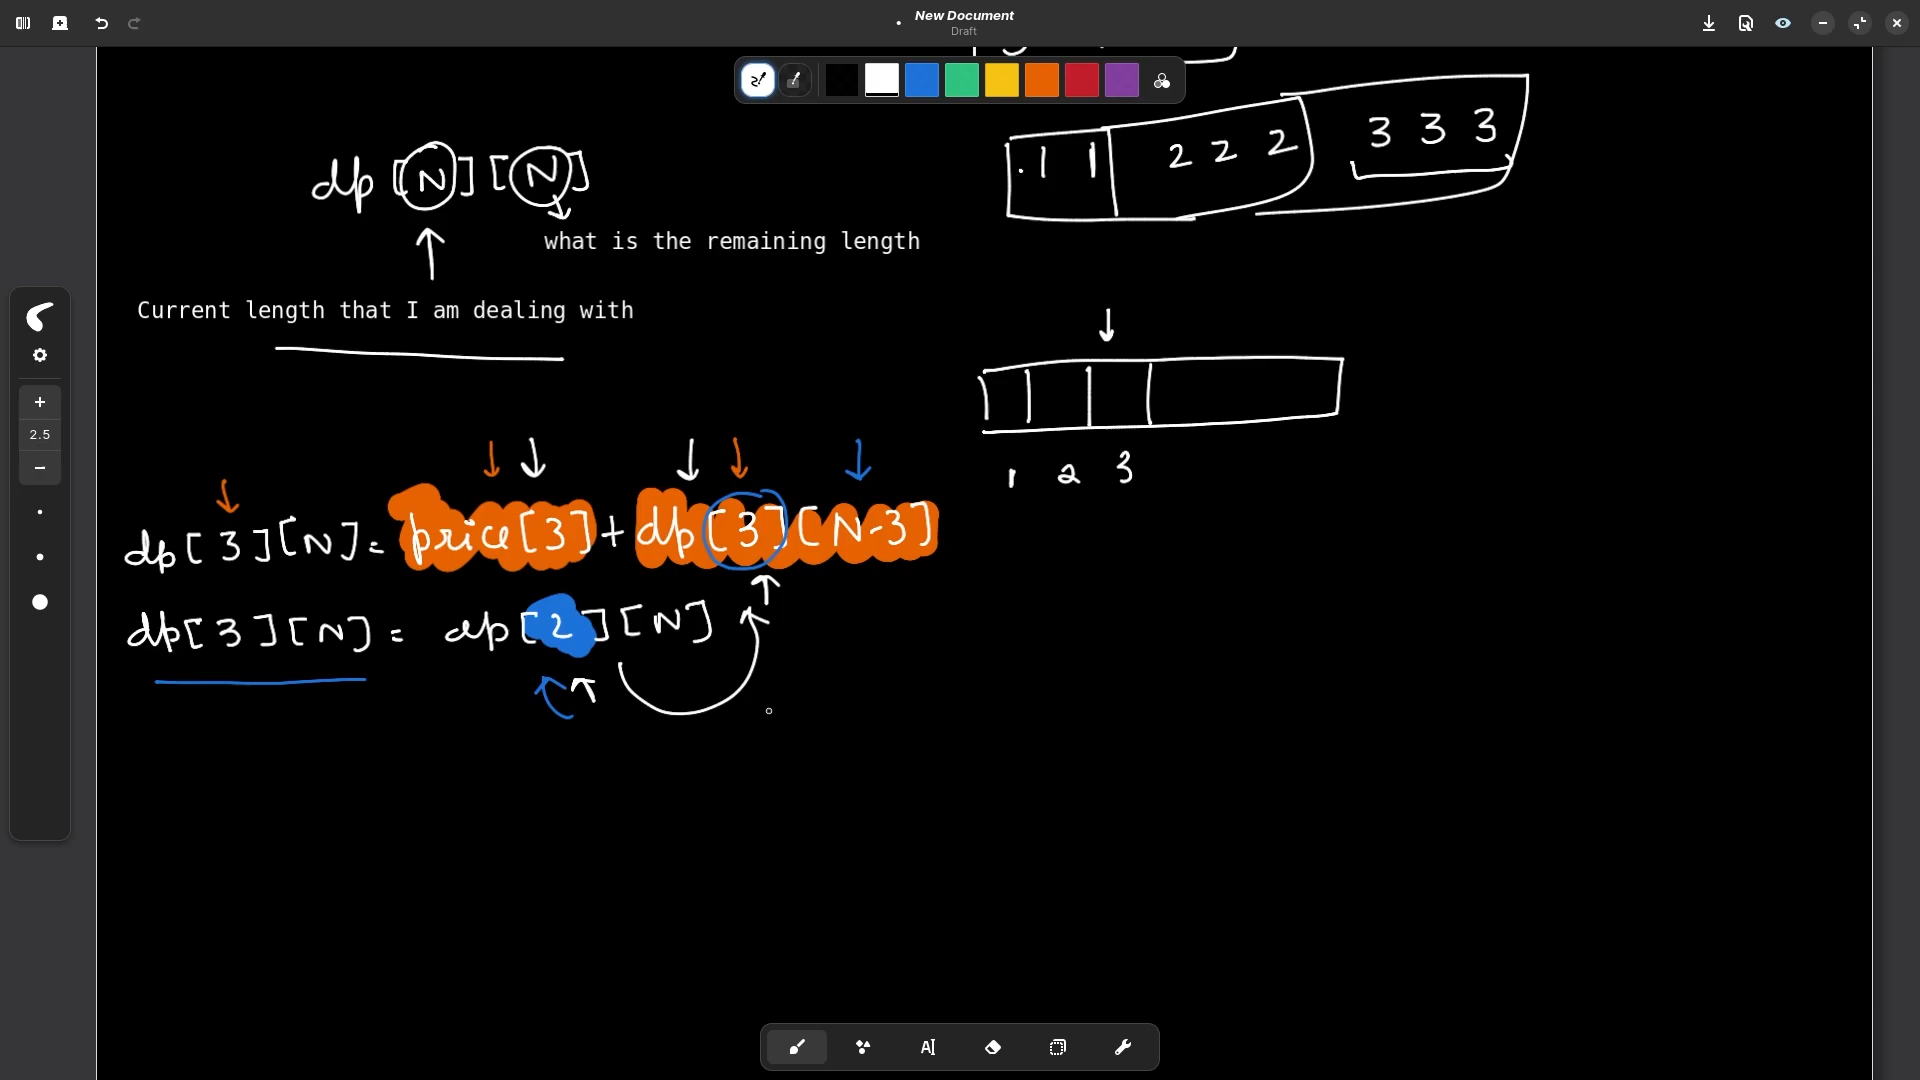 New Document
Draft
dp [N] [N]
what is the remaining length
Current length that I am dealing with
1 1 2 2 2 3 3 3
1 2 3
dp[3][N] = price[3] + dp[3][N-3]
dp[3][N] = dp[2][N]
2.5